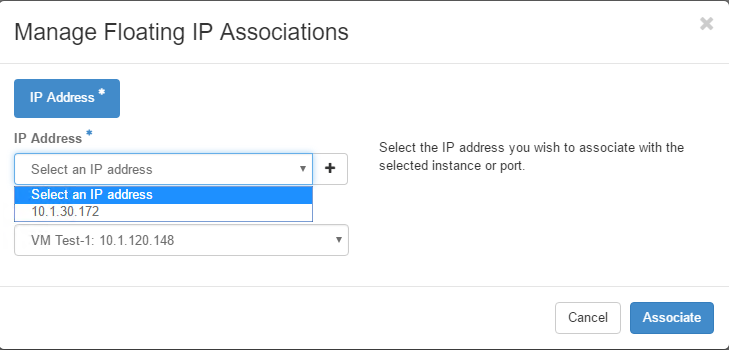 Manage Floating IP Associations
×
IP Address *
IP Address *
Select an IP address
+
Select an IP address
10.1.30.172
VM Test-1: 10.1.120.148
Select the IP address you wish to associate with the
selected instance or port.
Cancel
Associate